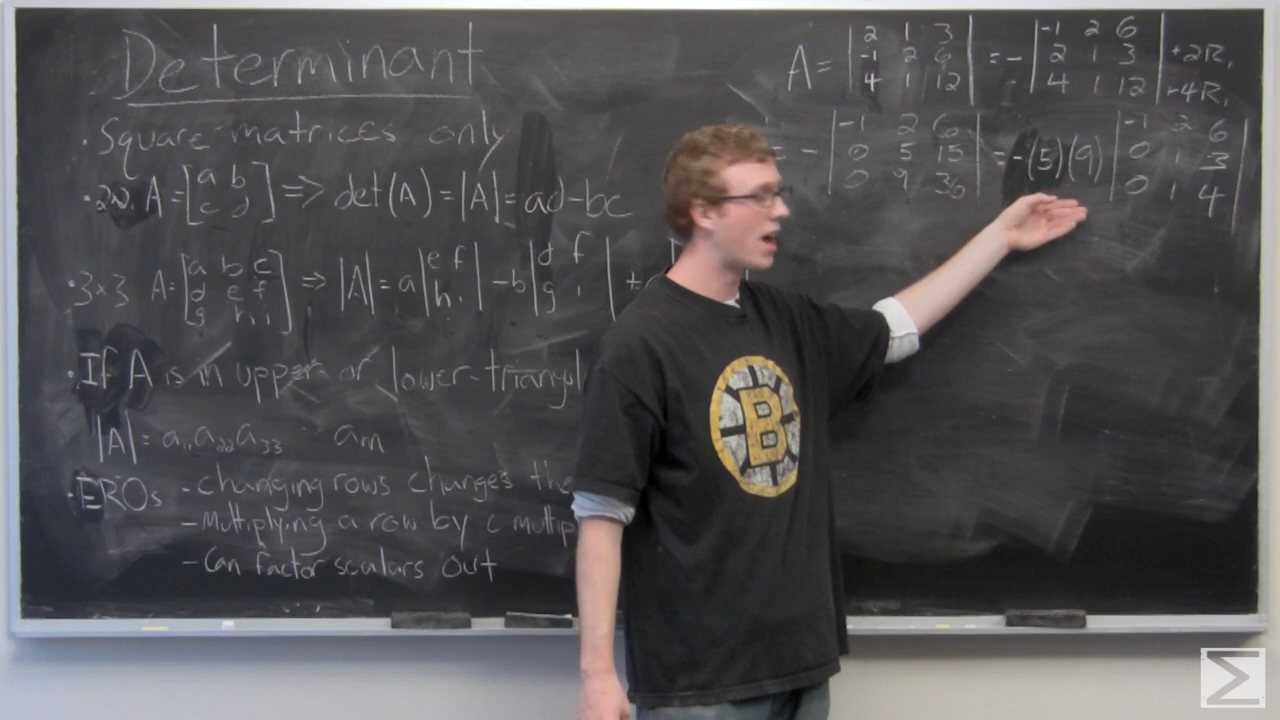 Determinant
• Square matrices only
• 2x2, A = [a b; c d] => det(A) = |A| = ad - bc
• 3x3 A = [a b c; d e f; g h i] => |A| = a |e f; h i| - b |d f; g i| + c
• If A is in upper or lower-triangul
|A| = a₁₁a₂₂a₃₃
• EROs - changing rows changes the
- Multiplying a row by c multip
- Can factor scalars out
A = |2 1 3; -1 2 6; 4 1 12| = - |-1 2 6; 2 1 3; 4 1 12| +2R₁ +4R₁
= - |-1 2 6; 0 5 15; 0 9 36| = -(5)(9) |-1 2 6; 0 1 3; 0 1 4|
B
Σ